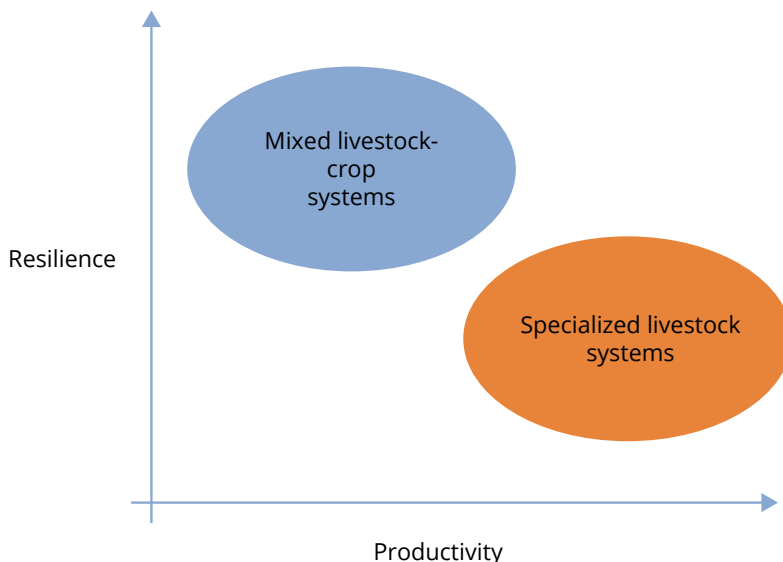 Mixed livestock-
crop
systems
Resilience
Specialized livestock
systems
Productivity